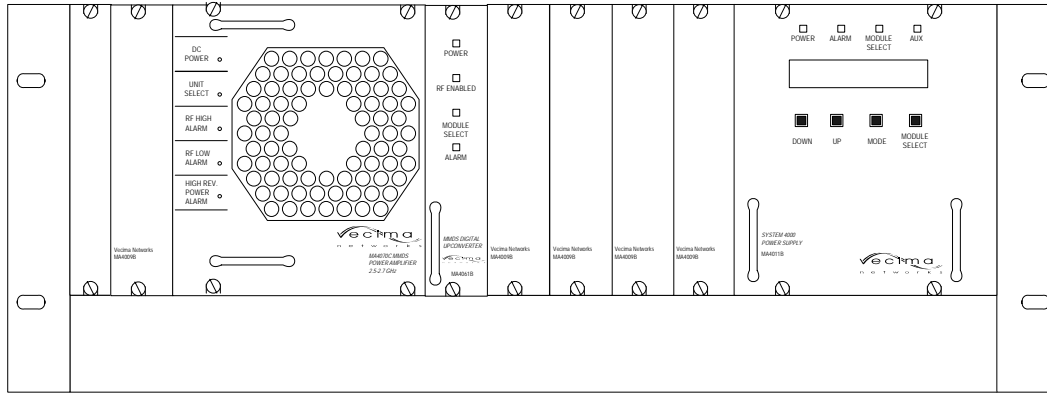 DC
POWER
UNIT
SELECT
RF HIGH
ALARM
RF LOW
ALARM
HIGH REV.
POWER
ALARM
Vecima Networks
MA4009B
vecima
networks
MA4070C MMDS
POWER AMPLIFIER
2.5-2.7 GHz
POWER
RF ENABLED
MODULE
SELECT
ALARM
MMDS DIGITAL
UPCONVERTER
vecima
networks
MA4061B
Vecima Networks
MA4009B
Vecima Networks
MA4009B
Vecima Networks
MA4009B
Vecima Networks
MA4009B
POWER
ALARM
MODULE
SELECT
AUX
DOWN
UP
MODE
MODULE
SELECT
SYSTEM 4000
POWER SUPPLY
MA4011B
vecima
networks